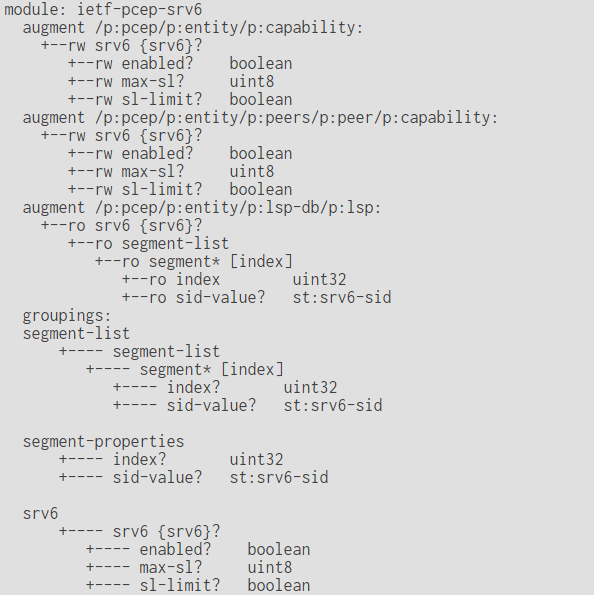 module: ietf-pcep-srv6
  augment /p:pcep/p:entity/p:capability:
    +--rw srv6 {srv6}?
       +--rw enabled?    boolean
       +--rw max-sl?     uint8
       +--rw sl-limit?   boolean
  augment /p:pcep/p:entity/p:peers/p:peer/p:capability:
    +--rw srv6 {srv6}?
       +--rw enabled?    boolean
       +--rw max-sl?     uint8
       +--rw sl-limit?   boolean
  augment /p:pcep/p:entity/p:lsp-db/p:lsp:
    +--ro srv6 {srv6}?
       +--ro segment-list
          +--ro segment* [index]
             +--ro index        uint32
             +--ro sid-value?   st:srv6-sid
  groupings:
  segment-list
      +---- segment-list
         +---- segment* [index]
            +---- index?       uint32
            +---- sid-value?   st:srv6-sid

  segment-properties
      +---- index?       uint32
      +---- sid-value?   st:srv6-sid

  srv6
      +---- srv6 {srv6}?
         +---- enabled?    boolean
         +---- max-sl?     uint8
         +---- sl-limit?   boolean